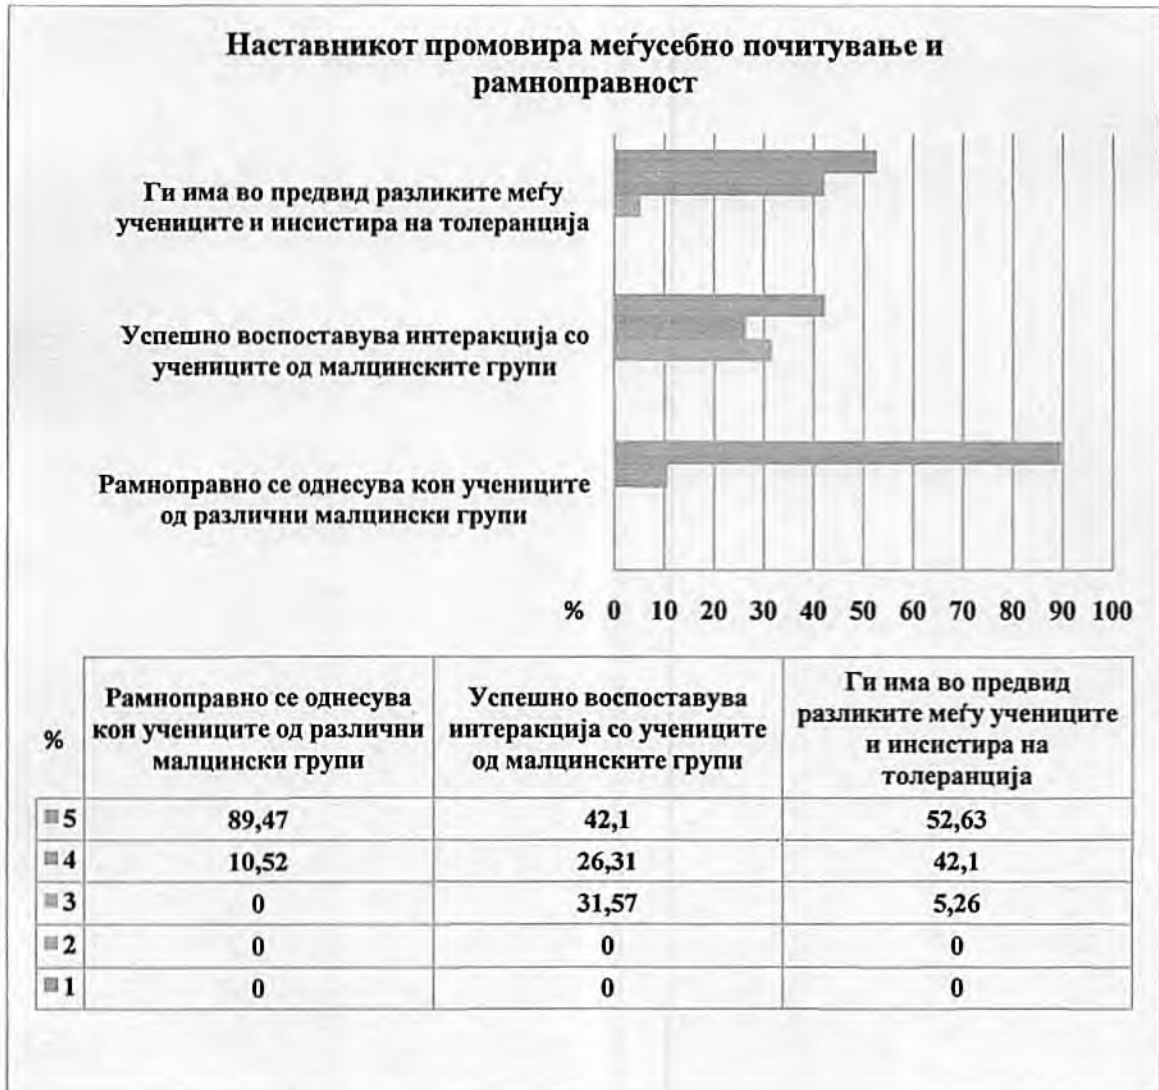 Наставникот промовира меѓусебно почитување и
рамноправност
Ги има во предвид разликите меѓу
учениците и инсистира на толеранција
Успешно воспоставува интеракција со
учениците од малцинските групи
Рамноправно се однесува кон учениците
од различни малцински групи
% 0 10 20 30 40 50 60 70 80 90 100
%
Рамноправно се однесува
кон учениците од различни
малцински групи
Успешно воспоставува
интеракција со учениците
од малцинските групи
Ги има во предвид
разликите меѓу учениците
и инсистира на
толеранција
5 89,47 42,1 52,63
4 10,52 26,31 42,1
3 0 31,57 5,26
2 0 0 0
1 0 0 0